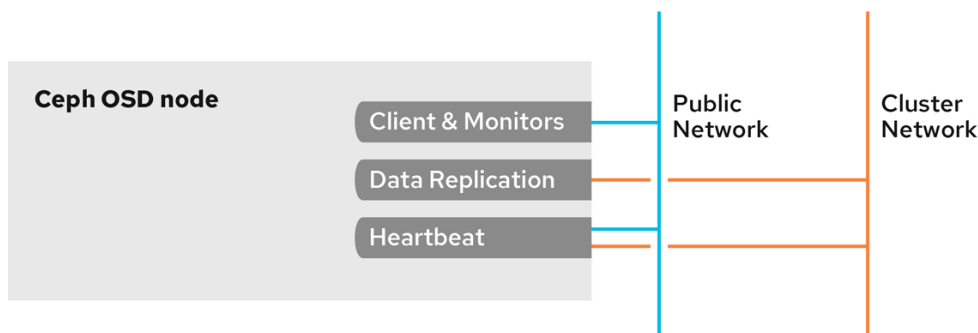 Ceph OSD node
Client & Monitors
Data Replication
Heartbeat
Public
Network
Cluster
Network